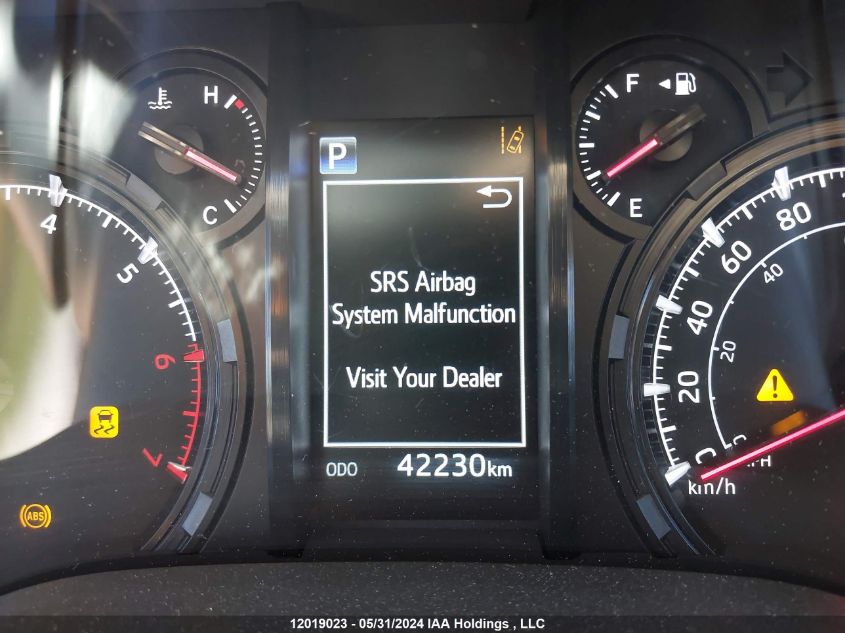 H
C
4
5
6
7
ABS
P
SRS Airbag
System Malfunction
Visit Your Dealer
ODO 42230km
F
E
80
60
40
20
0
40
20
km/h
12019023 - 05/31/2024 IAA Holdings , LLC